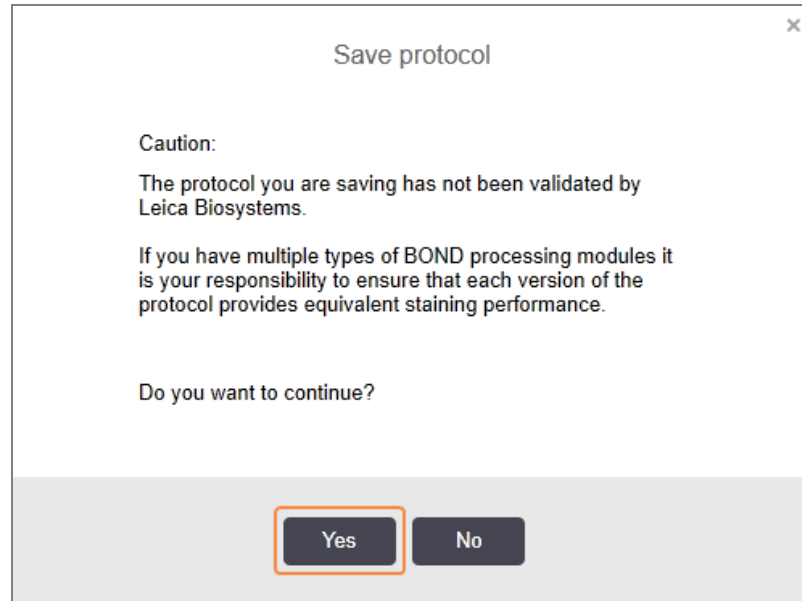 Save protocol
Caution:
The protocol you are saving has not been validated by
Leica Biosystems.
If you have multiple types of BOND processing modules it
is your responsibility to ensure that each version of the
protocol provides equivalent staining performance.
Do you want to continue?
Yes No